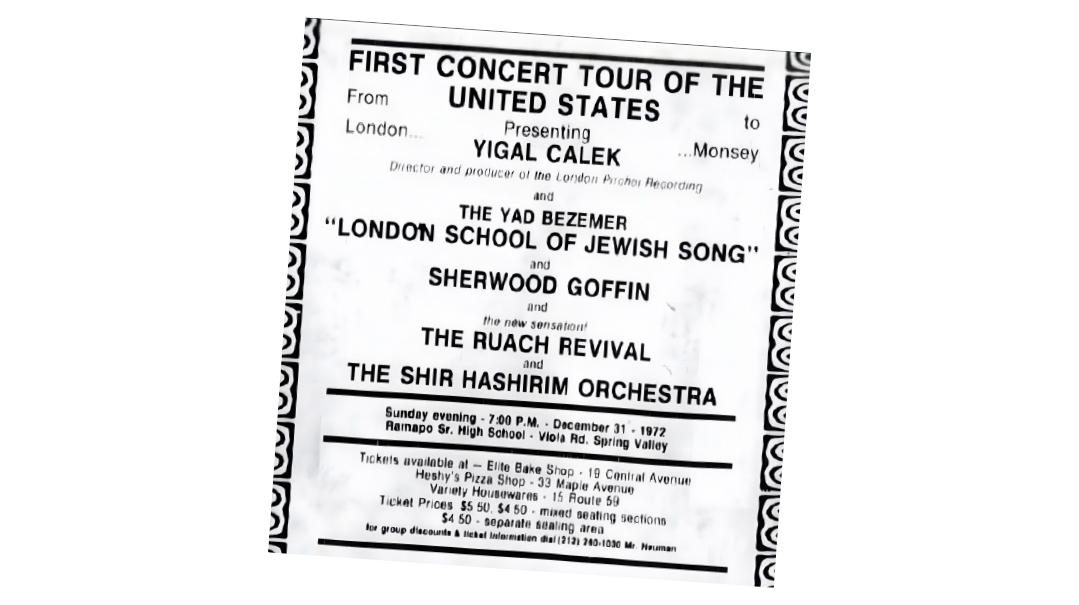 FIRST CONCERT TOUR OF THE
UNITED STATES
From
London...
to
...Monsey
Presenting
YIGAL CALEK
Director and producer of the London Pirchei Recording
and
THE YAD BEZEMER
"LONDON SCHOOL OF JEWISH SONG"
and
SHERWOOD GOFFIN
and
the new sensation!
THE RUACH REVIVAL
and
THE SHIR HASHIRIM ORCHESTRA
Sunday evening - 7:00 P.M. - December 31 - 1972
Ramapo Sr. High School - Viola Rd. Spring Valley
Tickets available at — Elite Bake Shop - 19 Central Avenue
Heshy's Pizza Shop - 33 Maple Avenue
Variety Housewares - 15 Route 59
Ticket Prices $5 50, $4 50 - mixed seating sections
$4 50 - separate seating area
for group discounts & ticket information dial (212) Mr. Neuman